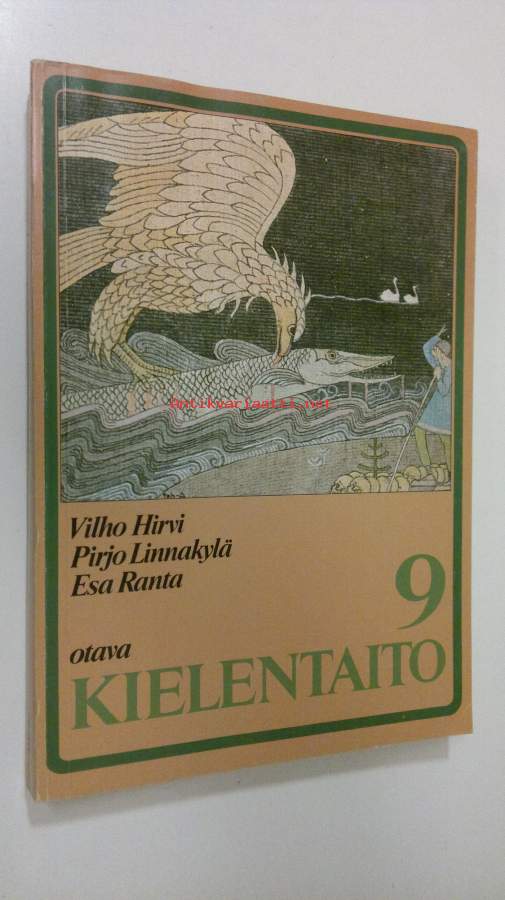 Antikvariaatti.net
Vilho Hirvi
Pirjo Linnakylä
Esa Ranta
9
otava
KIELENTAITO